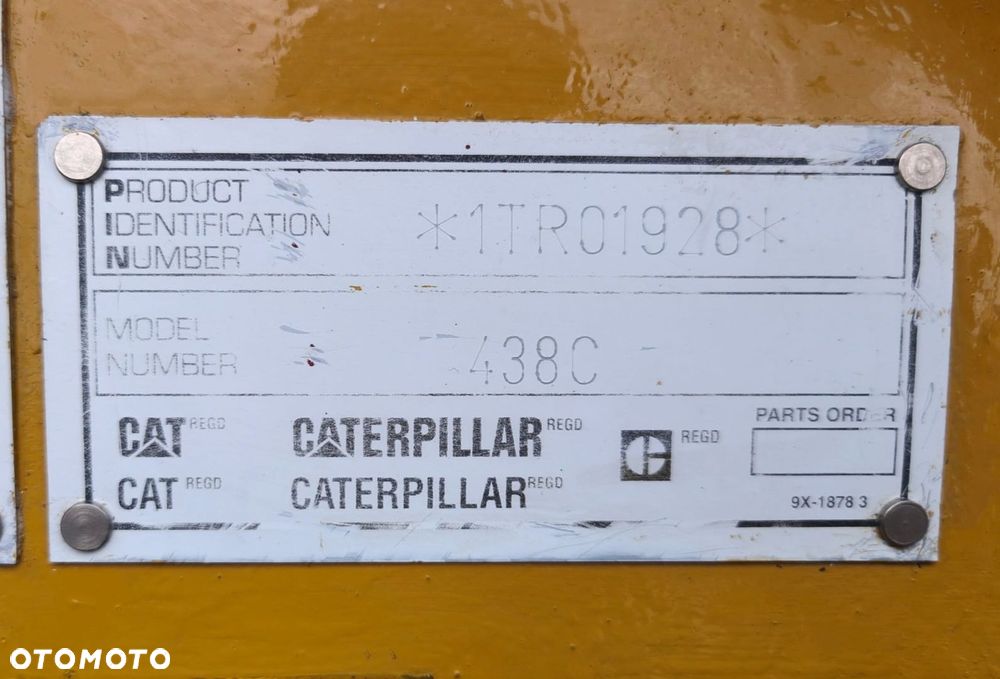 PRODUCT
IDENTIFICATION
NUMBER
*1TR01928*
MODEL
NUMBER
438C
CAT REGD
CATERPILLAR REGD
REGD
PARTS ORDER
CAT REGD
CATERPILLAR REGD
9X-1878 3
OTOMOTO